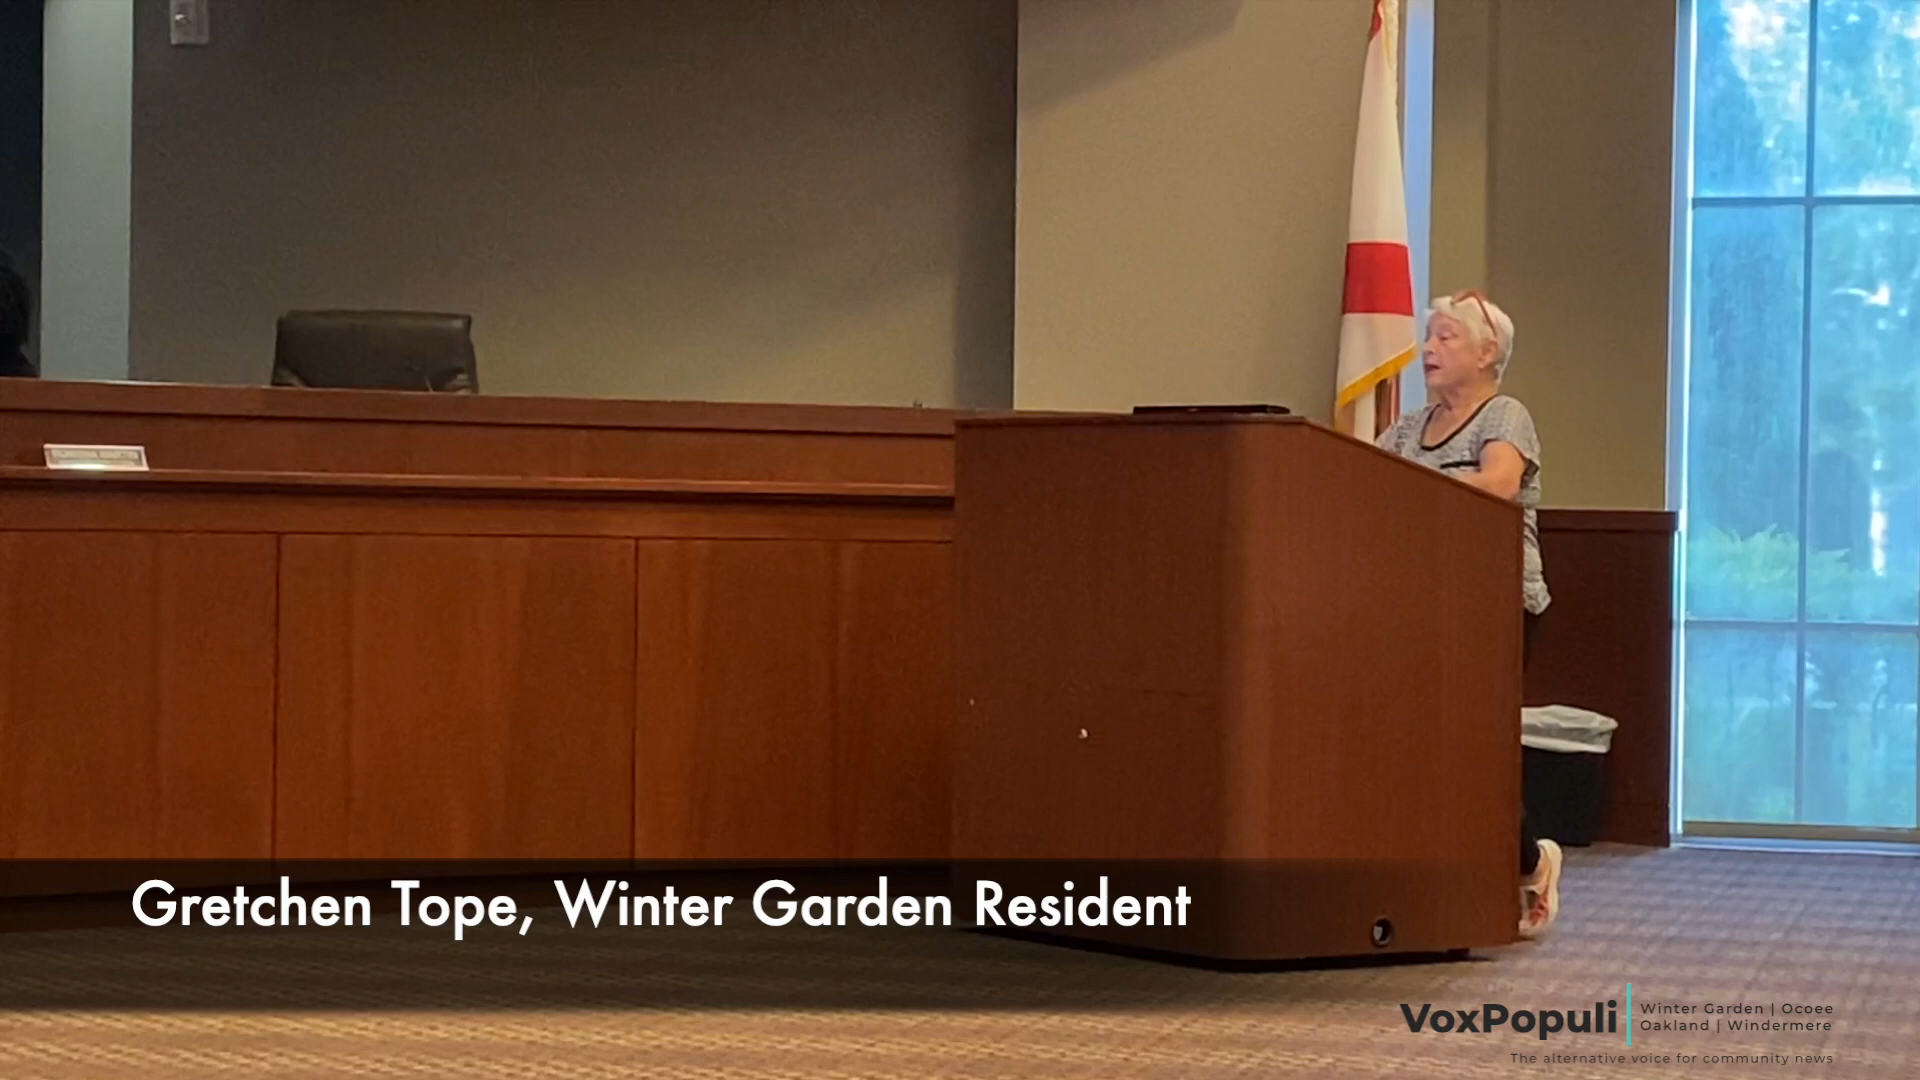 Gretchen Tope, Winter Garden Resident
VoxPopuli
Winter Garden | Ocoee
Oakland | Windermere
The alternative voice for community news